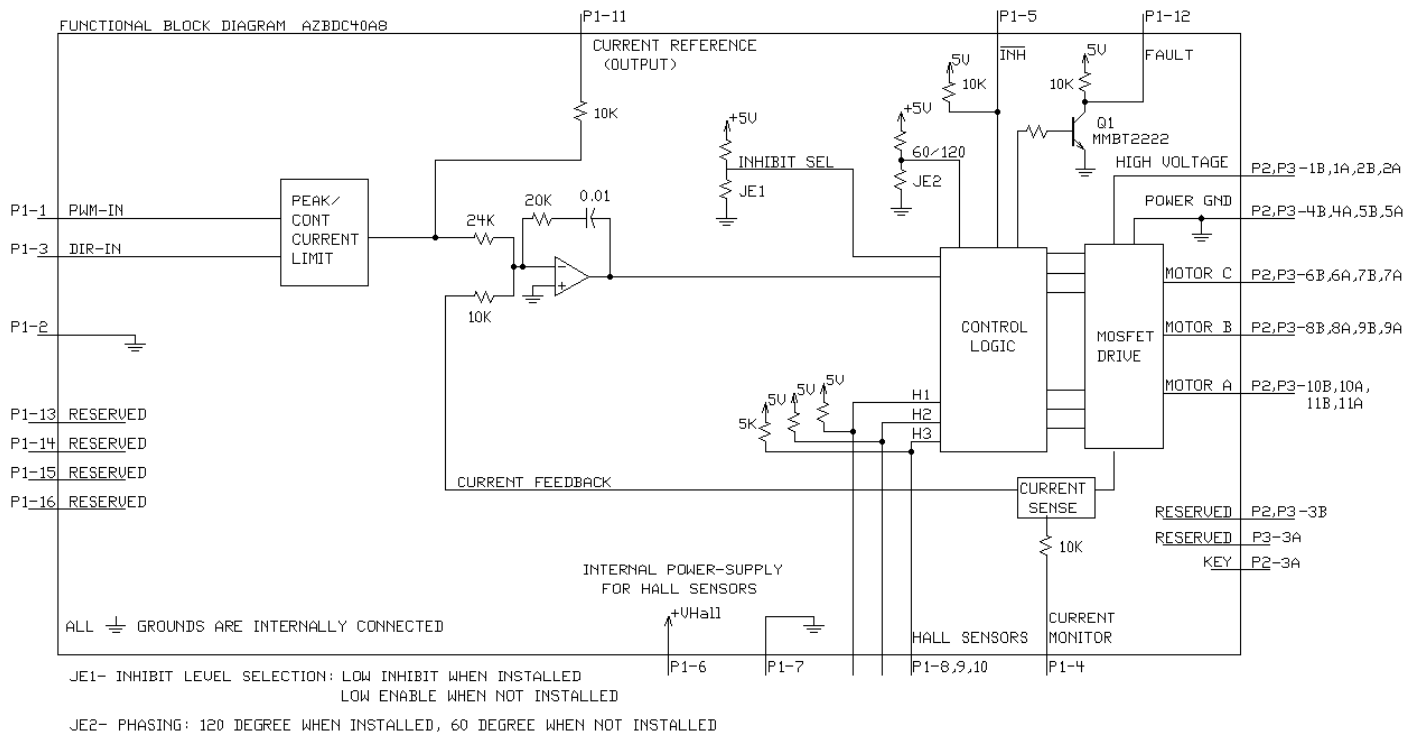 FUNCTIONAL BLOCK DIAGRAM AZBDC40A8
P1-11
P1-5
P1-12
CURRENT REFERENCE
(OUTPUT)
INH
FAULT
5V
10K
5V
10K
10K
+5V
+5V
Q1
MMBT2222
60/120
INHIBIT SEL
JE1
JE2
HIGH VOLTAGE
P2,P3-1B,1A,2B,2A
POWER GND
P2,P3-4B,4A,5B,5A
P1-1 PWM-IN
P1-3 DIR-IN
PEAK/
CONT
CURRENT
LIMIT
24K
20K
0.01
10K
-
+
MOTOR C
P2,P3-6B,6A,7B,7A
P1-2
CONTROL
LOGIC
MOSFET
DRIVE
MOTOR B
P2,P3-8B,8A,9B,9A
MOTOR A
P2,P3-10B,10A,
11B,11A
5V
5V
5V
5K
H1
H2
H3
P1-13 RESERVED
P1-14 RESERVED
P1-15 RESERVED
P1-16 RESERVED
CURRENT FEEDBACK
CURRENT
SENSE
10K
RESERVED P2,P3-3B
RESERVED P3-3A
KEY P2-3A
INTERNAL POWER-SUPPLY
FOR HALL SENSORS
+VHall
ALL GROUNDS ARE INTERNALLY CONNECTED
HALL SENSORS
CURRENT
MONITOR
P1-6
P1-7
P1-8,9,10
P1-4
JE1- INHIBIT LEVEL SELECTION: LOW INHIBIT WHEN INSTALLED
LOW ENABLE WHEN NOT INSTALLED
JE2- PHASING: 120 DEGREE WHEN INSTALLED, 60 DEGREE WHEN NOT INSTALLED